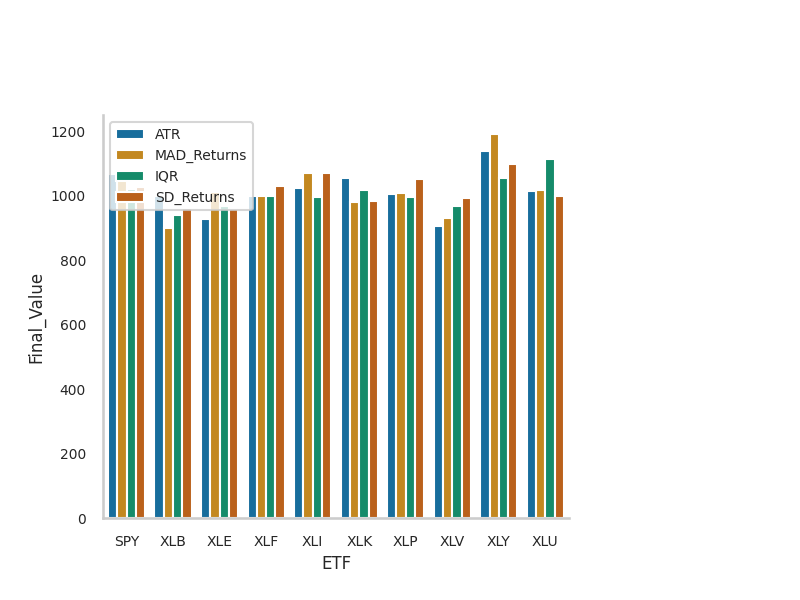 ATR
MAD_Returns
IQR
SD_Returns
1200
1000
800
600
400
200
0
Final_Value
SPY XLB XLE XLF XLI XLK XLP XLV XLY XLU
ETF